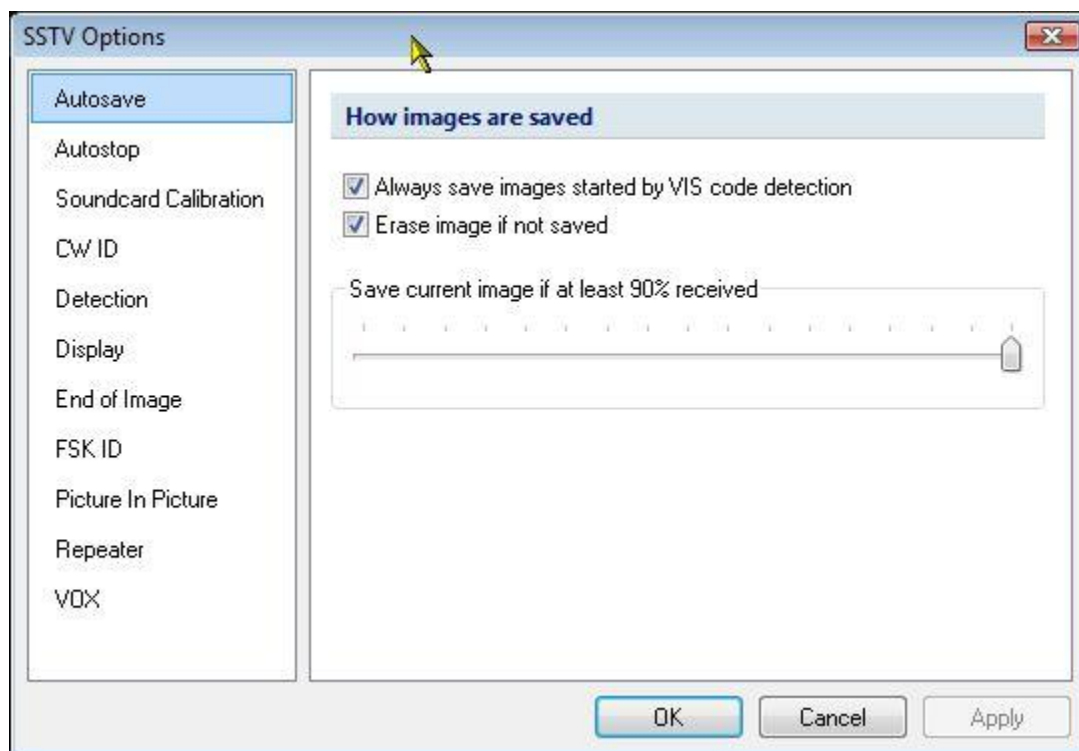 SSTV Options
Autosave
Autostop
Soundcard Calibration
CW ID
Detection
Display
End of Image
FSK ID
Picture In Picture
Repeater
VOX
How images are saved
Always save images started by VIS code detection
Erase image if not saved
Save current image if at least 90% received
OK
Cancel
Apply